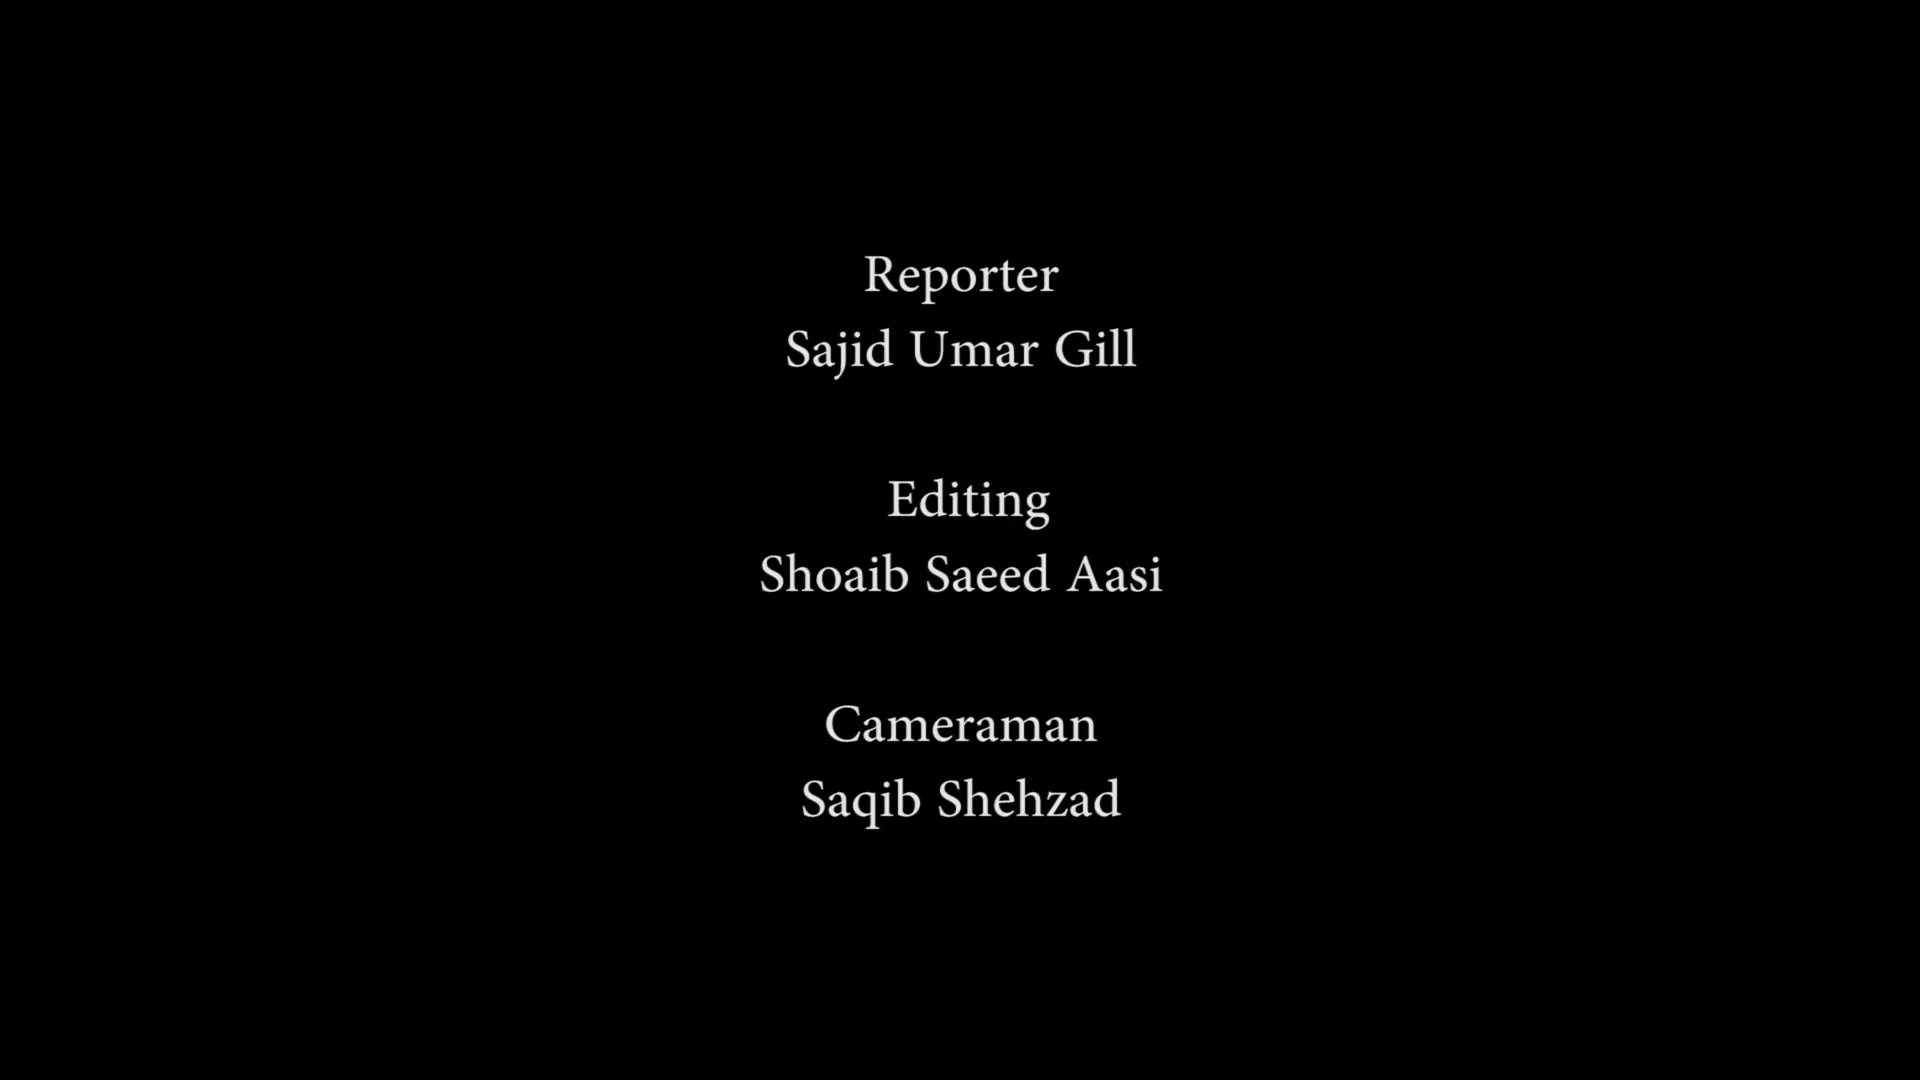 Reporter
Sajid Umar Gill
Editing
Shoaib Saeed Aasi
Cameraman
Saqib Shehzad